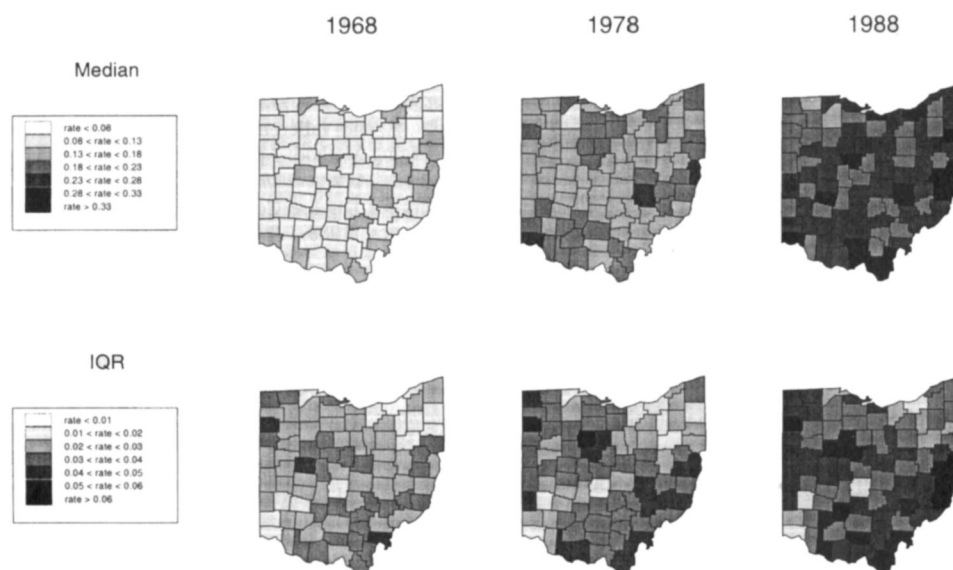 1968
1978
1988
Median
rate < 0.08
0.08 < rate < 0.13
0.13 < rate < 0.18
0.18 < rate < 0.23
0.23 < rate < 0.28
0.28 < rate < 0.33
rate > 0.33
IQR
rate < 0.01
0.01 < rate < 0.02
0.02 < rate < 0.03
0.03 < rate < 0.04
0.04 < rate < 0.05
0.05 < rate < 0.06
rate > 0.06